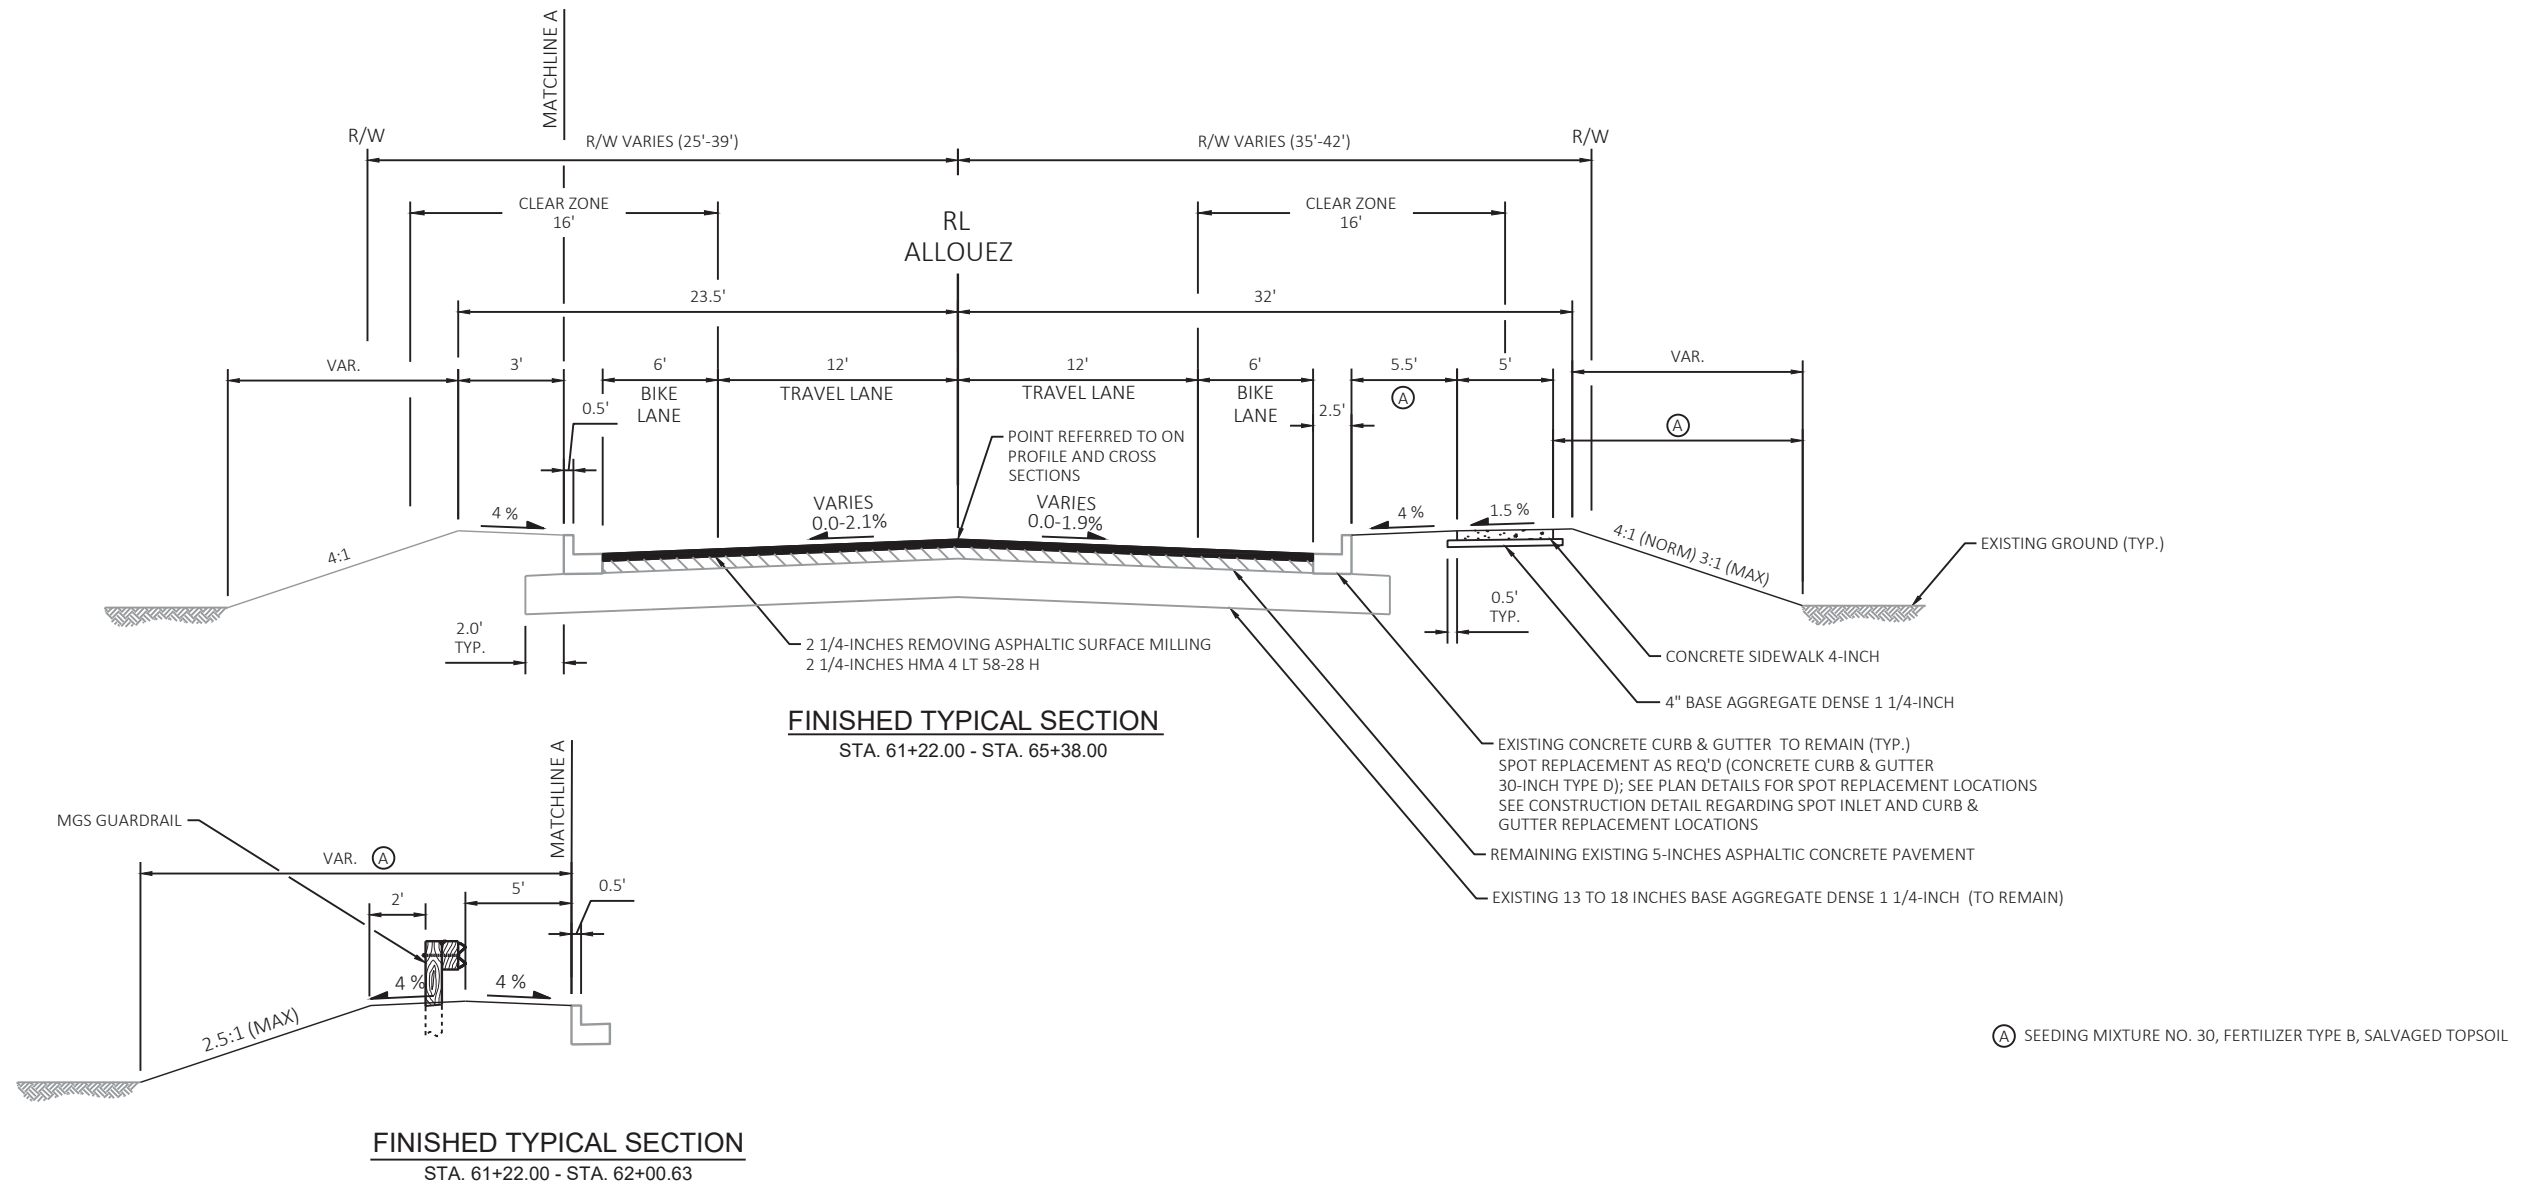 MATCHLINE A
R/W
R/W VARIES (25'-39')
R/W VARIES (35'-42')
R/W
CLEAR ZONE
16'
CLEAR ZONE
16'
RL
ALLOUEZ
23.5'
32'
VAR.
3'
6'
BIKE
LANE
12'
TRAVEL LANE
12'
TRAVEL LANE
6'
BIKE
LANE
5.5'
A
5'
VAR.
0.5'
2.5'
A
POINT REFERRED TO ON
PROFILE AND CROSS
SECTIONS
4 %
VARIES
0.0-2.1%
VARIES
0.0-1.9%
4 %
1.5 %
4:1
4:1 (NORM) 3:1 (MAX)
EXISTING GROUND (TYP.)
2.0'
TYP.
0.5'
TYP.
2 1/4-INCHES REMOVING ASPHALTIC SURFACE MILLING
2 1/4-INCHES HMA 4 LT 58-28 H
CONCRETE SIDEWALK 4-INCH
4" BASE AGGREGATE DENSE 1 1/4-INCH
FINISHED TYPICAL SECTION
STA. 61+22.00 - STA. 65+38.00
EXISTING CONCRETE CURB & GUTTER TO REMAIN (TYP.)
SPOT REPLACEMENT AS REQ'D (CONCRETE CURB & GUTTER
30-INCH TYPE D); SEE PLAN DETAILS FOR SPOT REPLACEMENT LOCATIONS
SEE CONSTRUCTION DETAIL REGARDING SPOT INLET AND CURB &
GUTTER REPLACEMENT LOCATIONS
REMAINING EXISTING 5-INCHES ASPHALTIC CONCRETE PAVEMENT
EXISTING 13 TO 18 INCHES BASE AGGREGATE DENSE 1 1/4-INCH (TO REMAIN)
MATCHLINE A
MGS GUARDRAIL
VAR. A
2'
5'
0.5'
4 %
4 %
2.5:1 (MAX)
A SEEDING MIXTURE NO. 30, FERTILIZER TYPE B, SALVAGED TOPSOIL
FINISHED TYPICAL SECTION
STA. 61+22.00 - STA. 62+00.63